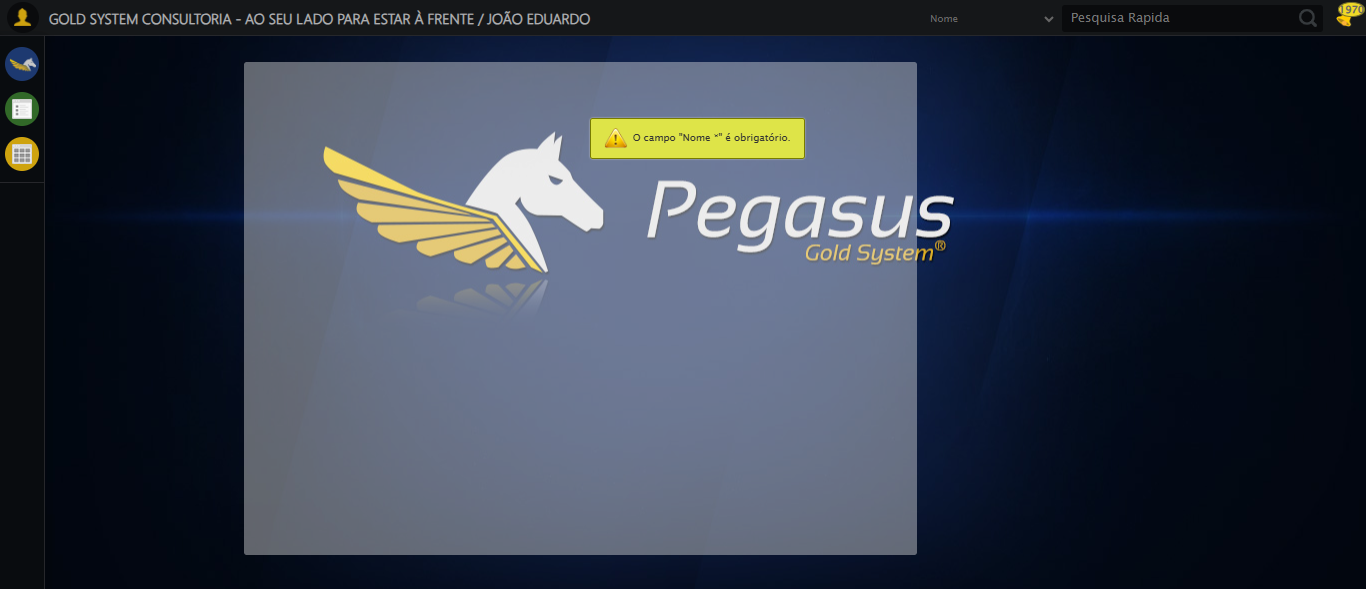 GOLD SYSTEM CONSULTORIA - AO SEU LADO PARA ESTAR À FRENTE / JOÃO EDUARDO
Nome
Pesquisa Rapida
1970
O campo "Nome *" é obrigatório.
Pegasus
Gold System®